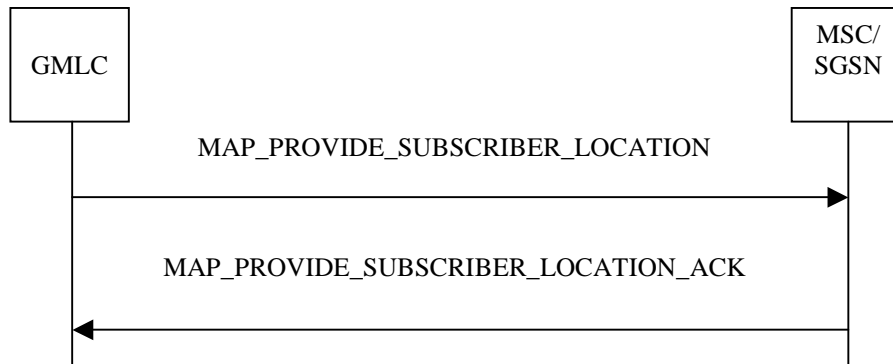 GMLC
MSC/
SGSN
MAP_PROVIDE_SUBSCRIBER_LOCATION
MAP_PROVIDE_SUBSCRIBER_LOCATION_ACK